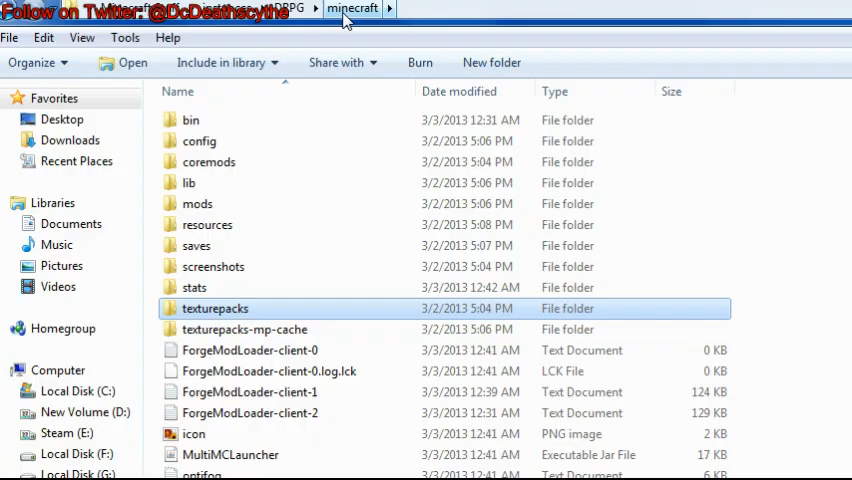 Follow on Twitter: @DcDeathscythe
DRPG
minecraft
File Edit View Tools Help
Organize Open Include in library Share with Burn New folder
Name Date modified Type Size
Favorites
Desktop
Downloads
Recent Places
Libraries
Documents
Music
Pictures
Videos
Homegroup
Computer
Local Disk (C:)
New Volume (D:)
Steam (E:)
Local Disk (F:)
Local Disk (G:)
bin 3/3/2013 12:31 AM File folder
config 3/2/2013 5:06 PM File folder
coremods 3/2/2013 5:04 PM File folder
lib 3/2/2013 5:06 PM File folder
mods 3/2/2013 5:06 PM File folder
resources 3/2/2013 5:08 PM File folder
saves 3/2/2013 5:07 PM File folder
screenshots 3/2/2013 5:06 PM File folder
stats 3/3/2013 12:42 AM File folder
texturepacks 3/2/2013 5:04 PM File folder
texturepacks-mp-cache 3/2/2013 5:06 PM File folder
ForgeModLoader-client-0 3/3/2013 12:41 AM Text Document 0 KB
ForgeModLoader-client-0.log.lck 3/3/2013 12:41 AM LCK File 0 KB
ForgeModLoader-client-1 3/3/2013 12:39 AM Text Document 124 KB
ForgeModLoader-client-2 3/3/2013 12:31 AM Text Document 129 KB
icon 3/3/2013 12:41 AM PNG image 2 KB
MultiMCLauncher 3/3/2013 12:41 AM Executable Jar File 17 KB
optifog 3/3/2013 12:41 AM Text Document 6 KB